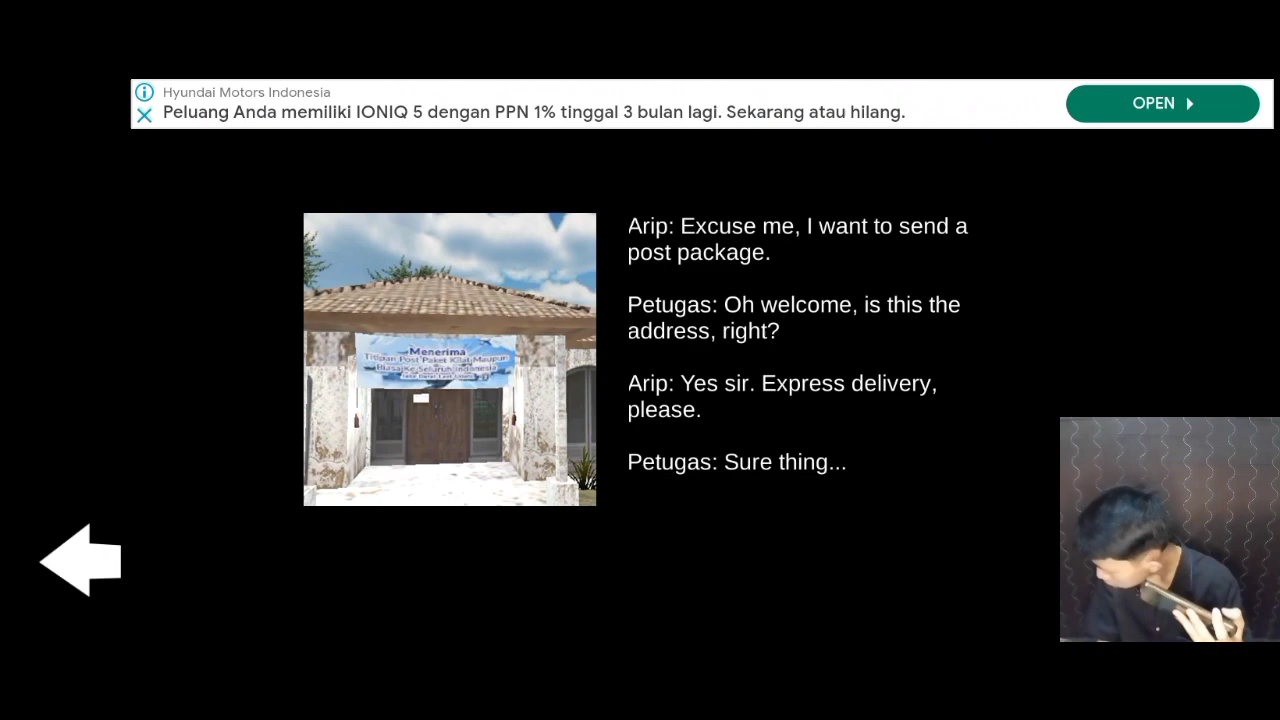 Hyundai Motors Indonesia
Peluang Anda memiliki IONIQ 5 dengan PPN 1% tinggal 3 bulan lagi. Sekarang atau hilang.
OPEN
Arip: Excuse me, I want to send a
post package.
Petugas: Oh welcome, is this the
address, right?
Arip: Yes sir. Express delivery,
please.
Petugas: Sure thing...
Menerima
Titipan Post Paket Kilat Maupun
Biasa Ke Seluruh Indonesia